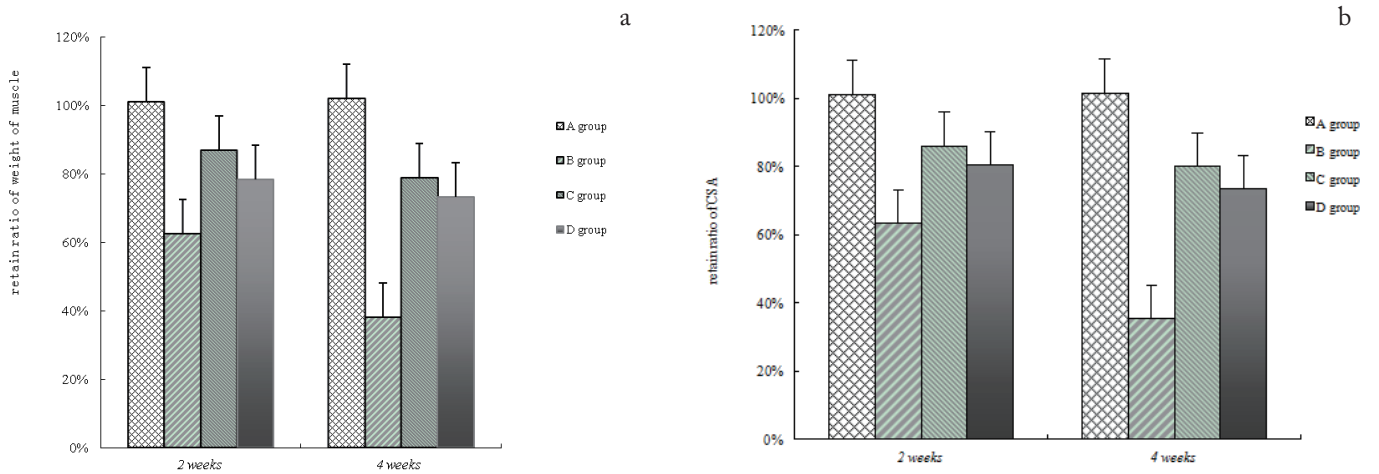 a
120%
100%
80%
60%
40%
20%
0%
retain ratio of weight of muscle
2 weeks
4 weeks
A group
B group
C group
D group
b
120%
100%
80%
60%
40%
20%
0%
retain ratio of CSA
2 weeks
4 weeks
A group
B group
C group
D group